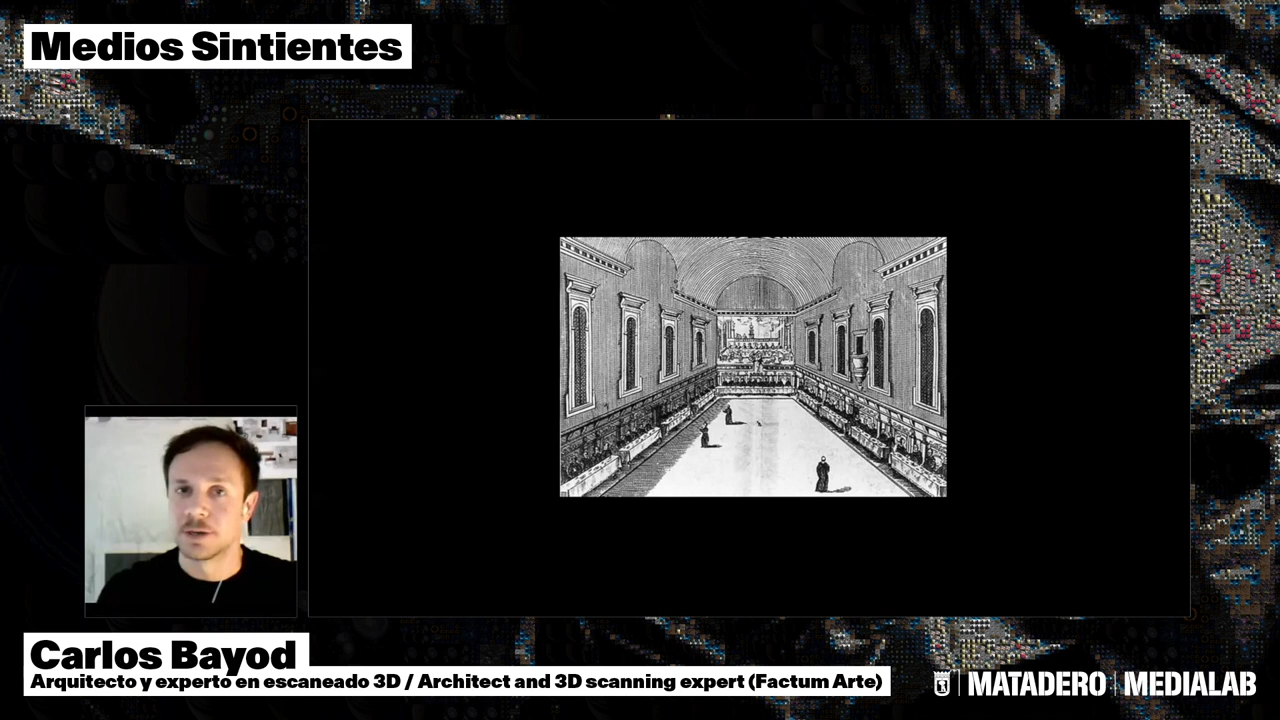 Medios Sintientes
Carlos Bayod
Arquitecto y experto en escaneado 3D / Architect and 3D scanning expert (Factum Arte)
MATADERO MEDIALAB